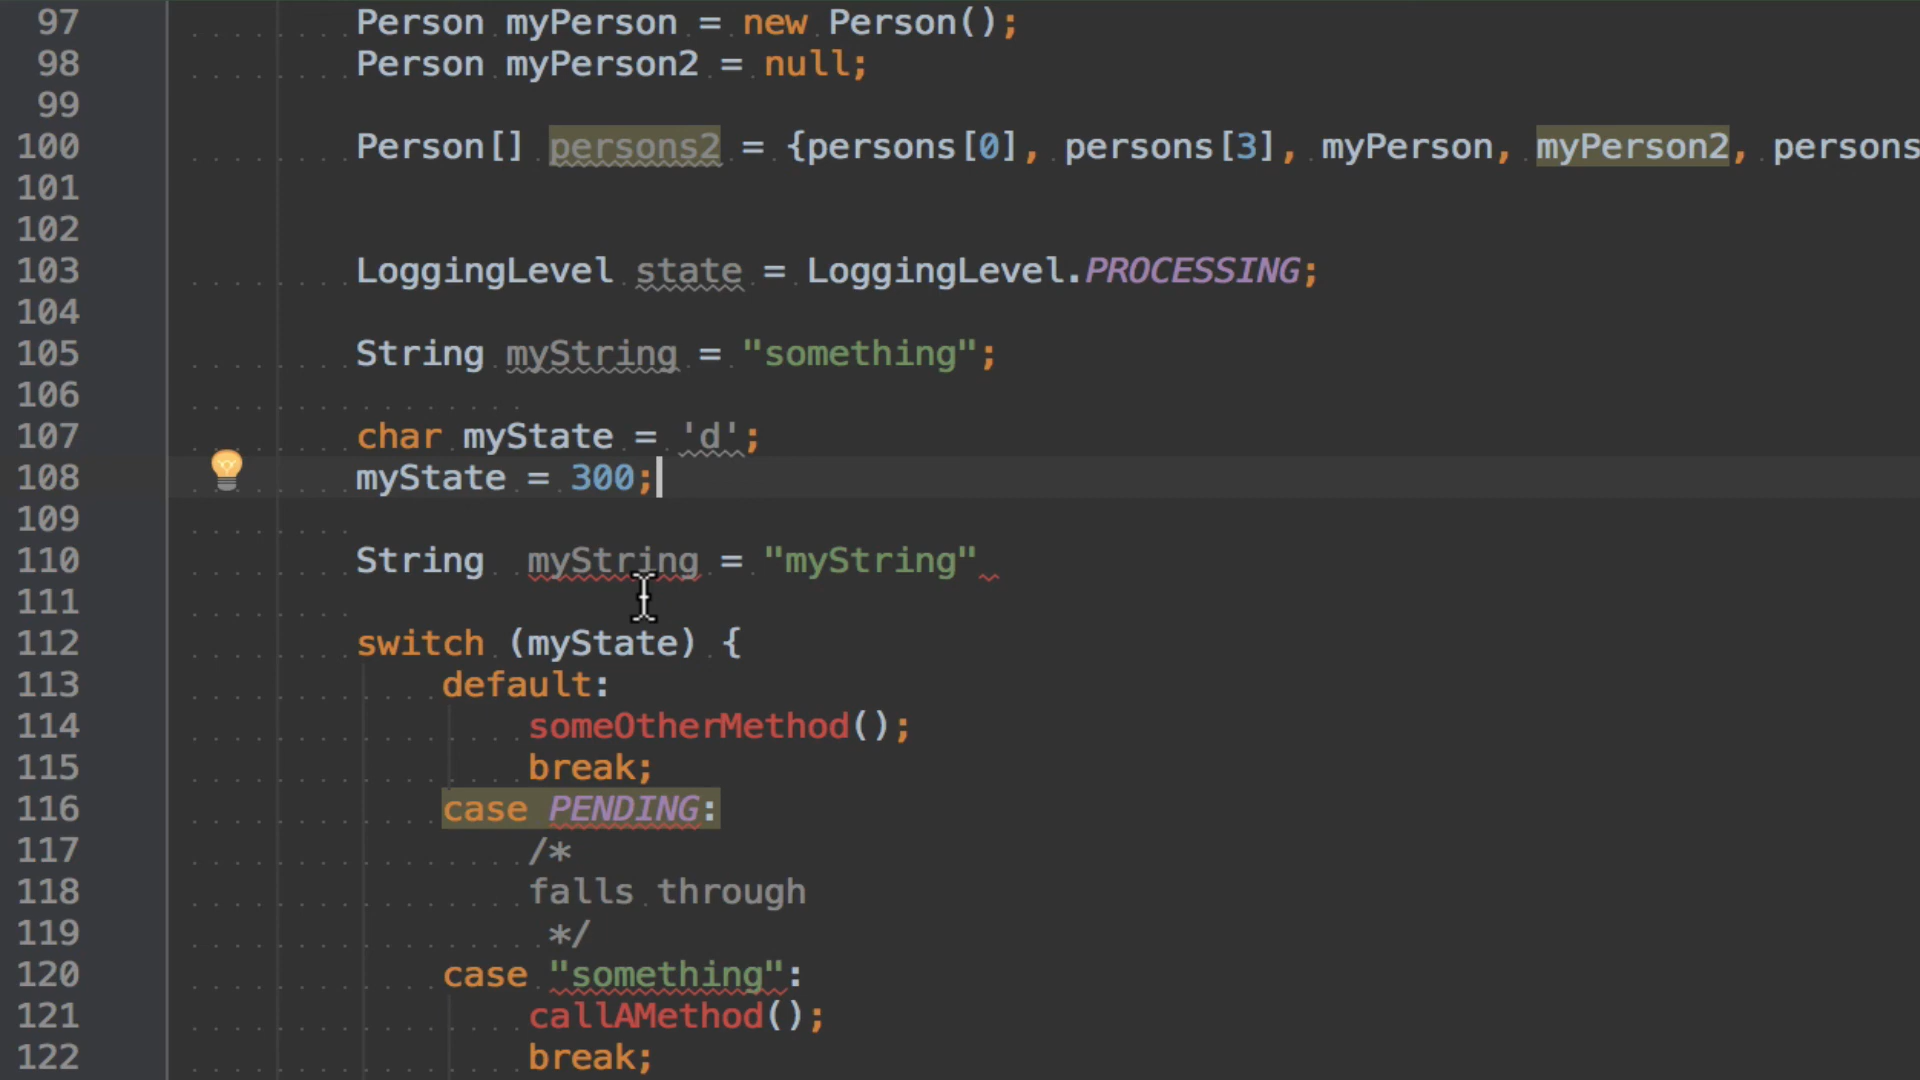 97 Person myPerson = new Person();
98 Person myPerson2 = null;
99
100 Person[] persons2 = {persons[0], persons[3], myPerson, myPerson2, persons
101
102
103 LoggingLevel state = LoggingLevel.PROCESSING;
104
105 String myString = "something";
106
107 char myState = 'd';
108 myState = 300;
109
110 String  myString = "myString"
111
112 switch (myState) {
113 default:
114 someOtherMethod();
115 break;
116 case PENDING:
117 /*
118 falls through
119 */
120 case "something":
121 callAMethod();
122 break;